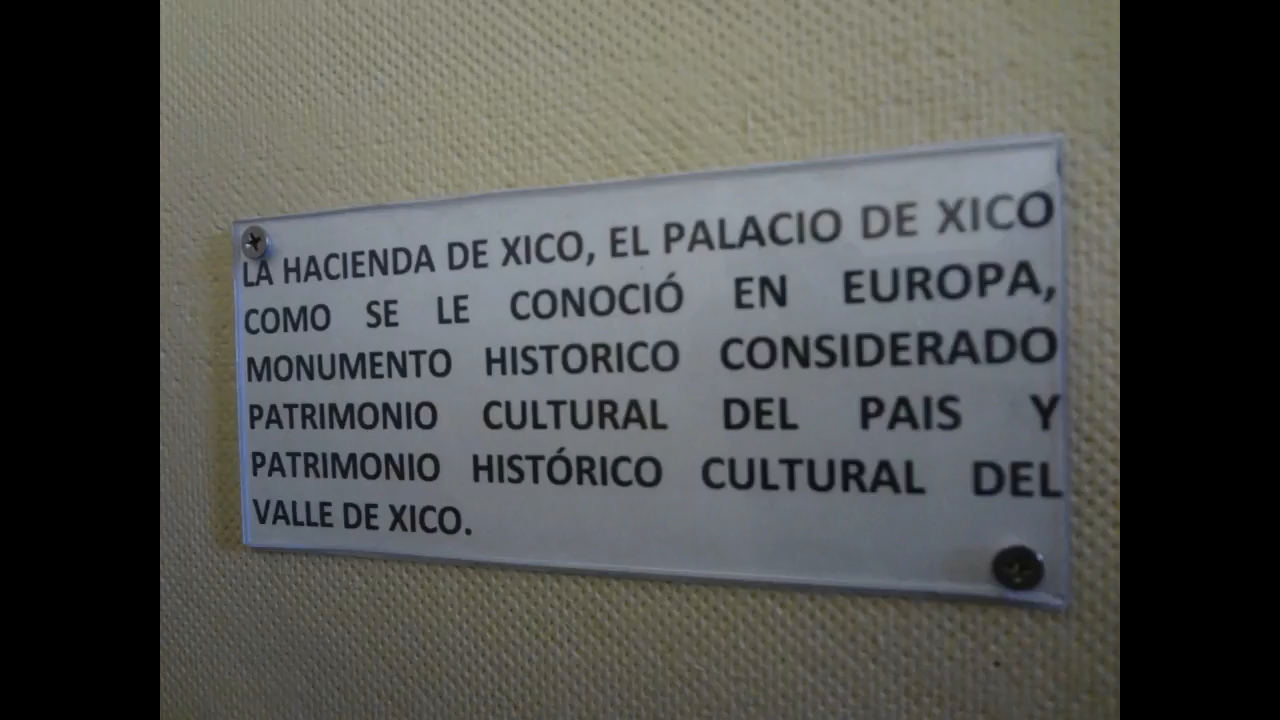 LA HACIENDA DE XICO, EL PALACIO DE XICO
COMO SE LE CONOCIÓ EN EUROPA,
MONUMENTO HISTORICO CONSIDERADO
PATRIMONIO CULTURAL DEL PAIS Y
PATRIMONIO HISTÓRICO CULTURAL DEL
VALLE DE XICO.